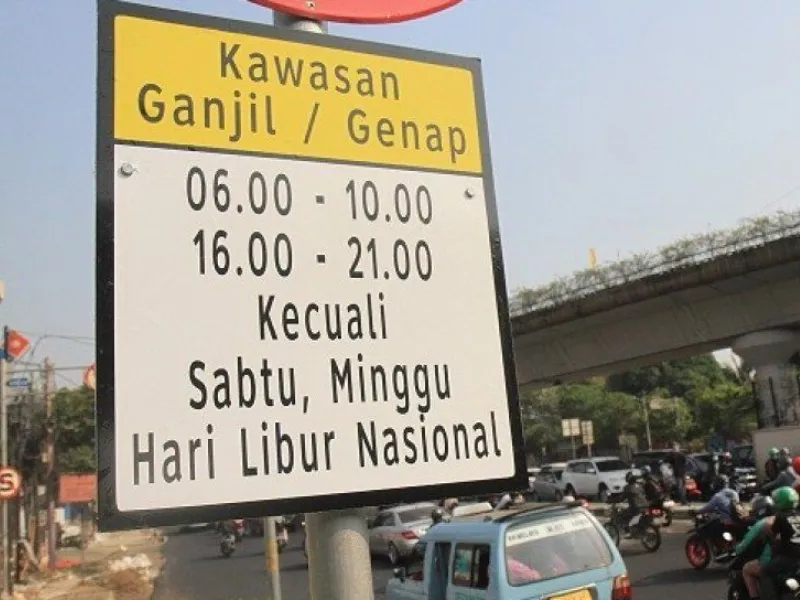 Kawasan
Ganjil / Genap
06.00 - 10.00
16.00 - 21.00
Kecuali
Sabtu, Minggu
Hari Libur Nasional
S